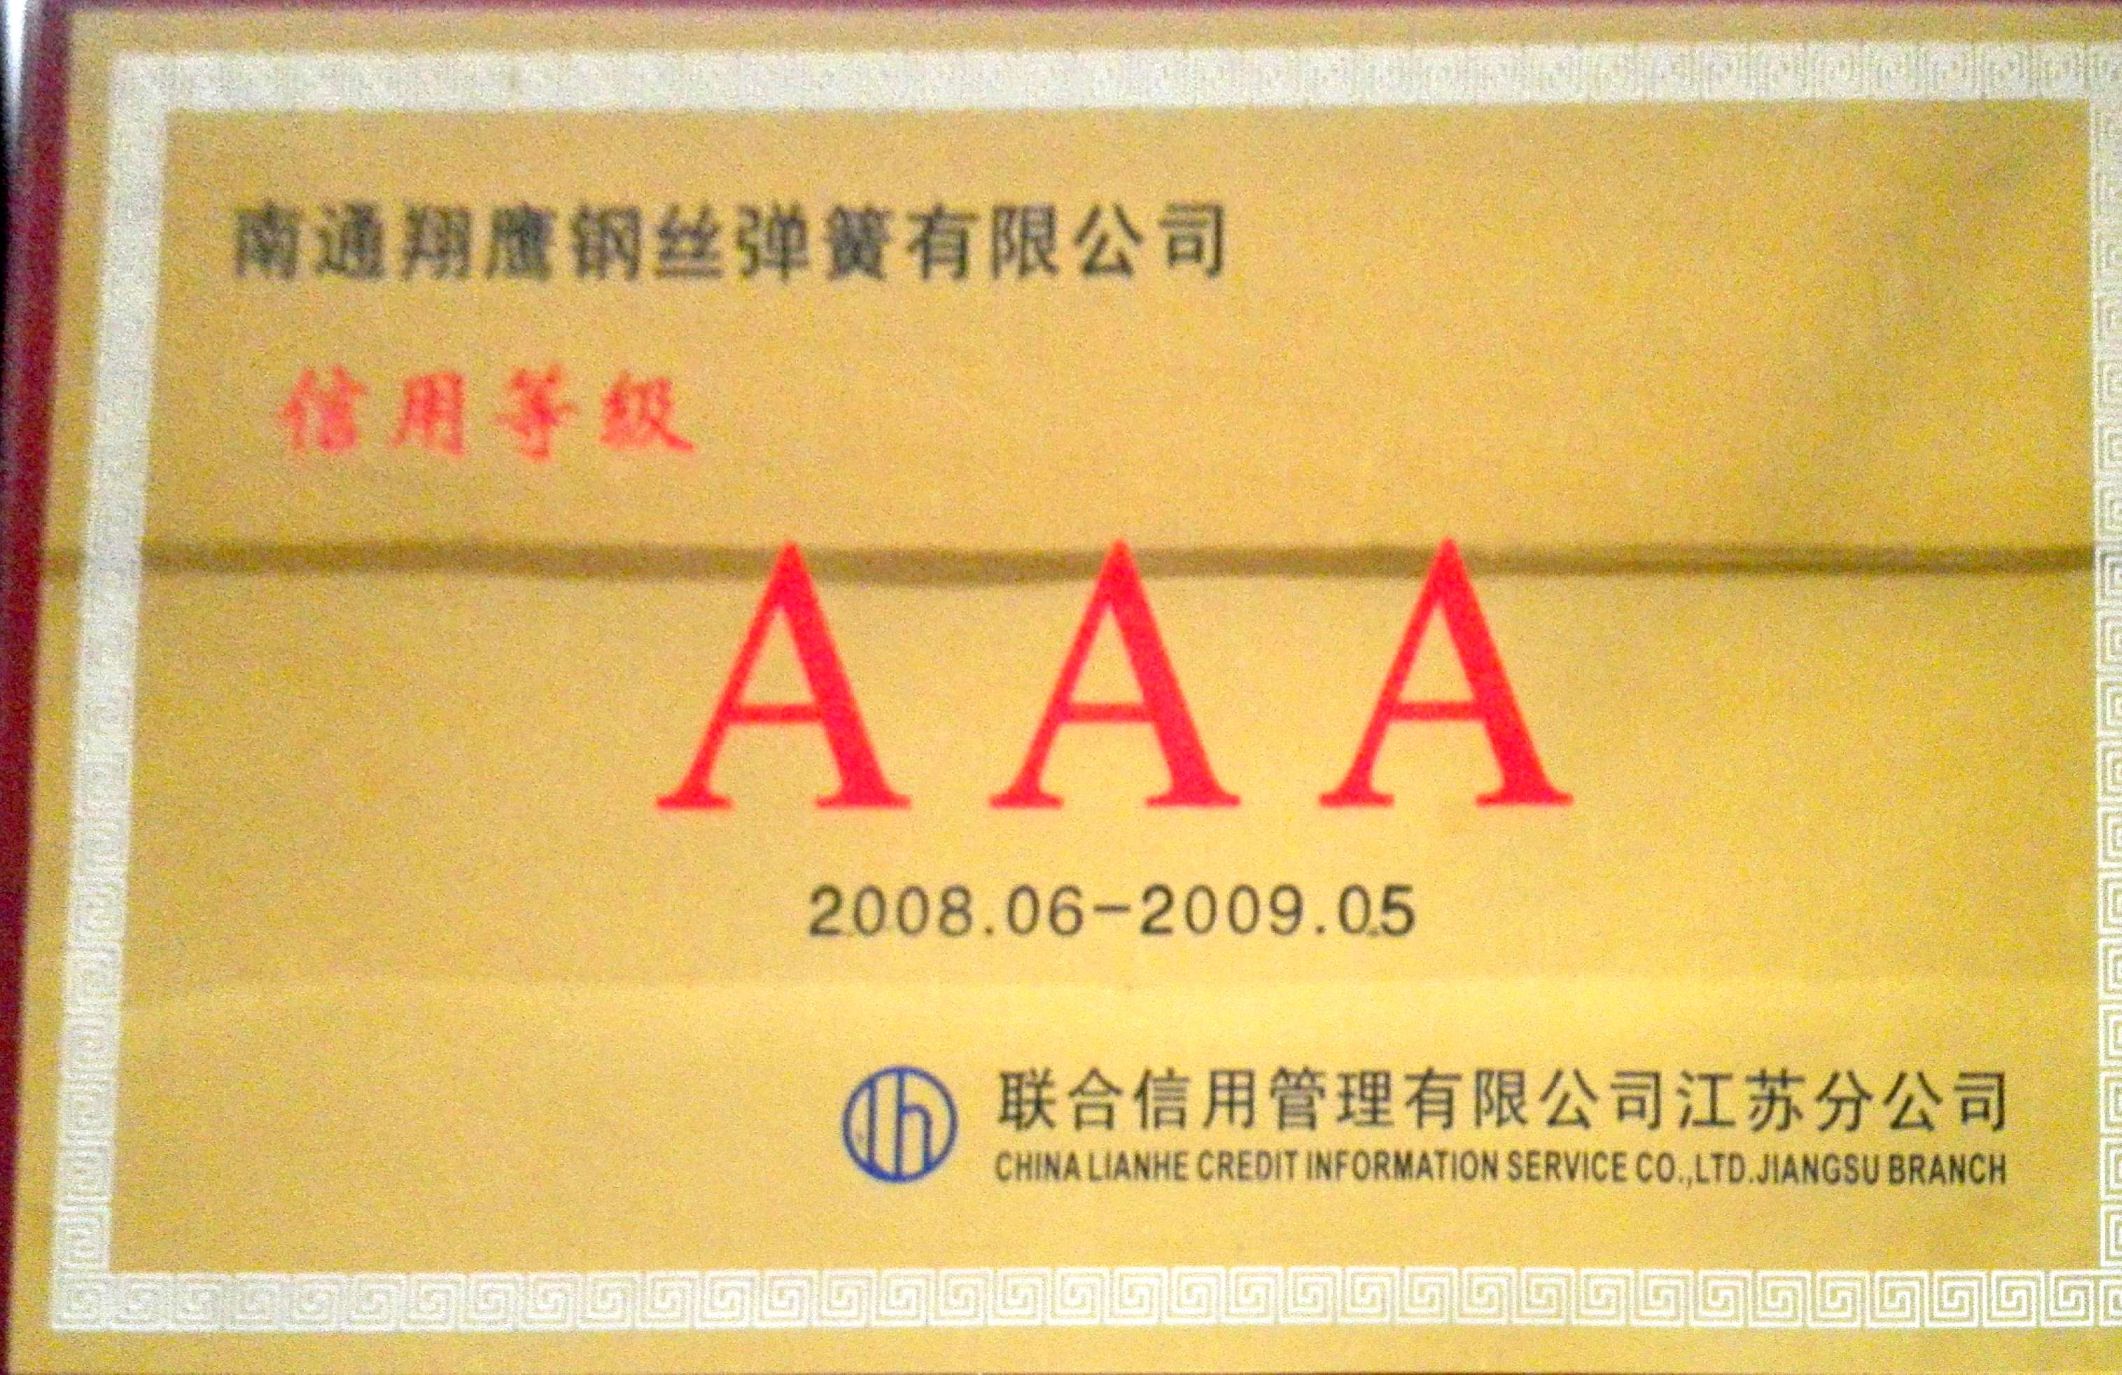 南通翔鹰钢丝弹簧有限公司
信用等级
AAA
2008.06-2009.05
联合信用管理有限公司江苏分公司
CHINA LIANHE CREDIT INFORMATION SERVICE CO.,LTD.JIANGSU BRANCH